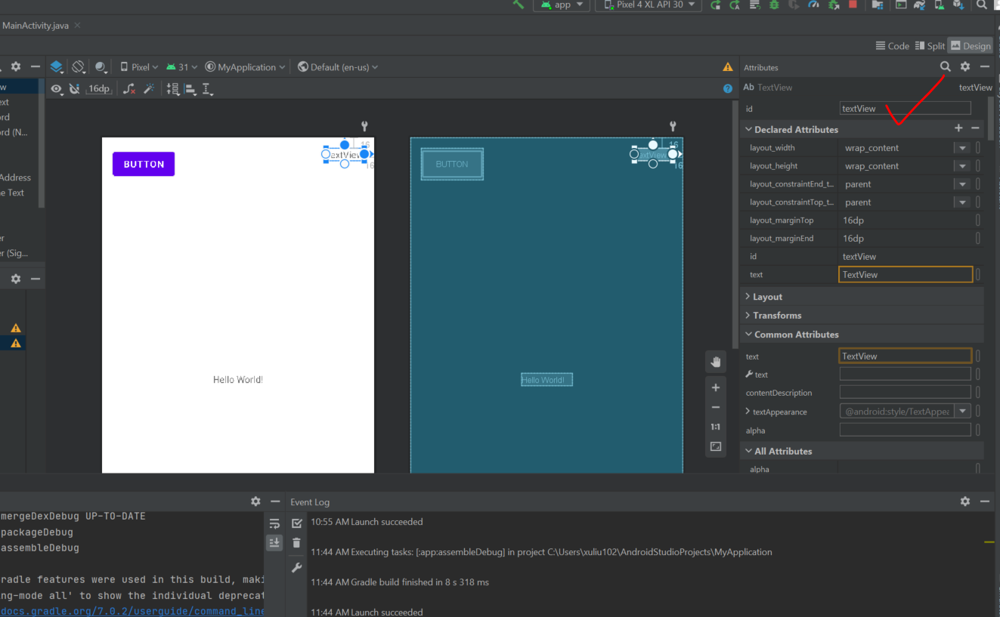 app
Pixel 4 XL API 30
MainActivity.java
Code Split Design
Pixel 31 MyApplication Default (en-us)
Attributes
16dp
Ab TextView textView
id textView
Declared Attributes
layout_width wrap_content
layout_height wrap_content
layout_constraintEnd_t... parent
layout_constraintTop_t... parent
layout_marginTop 16dp
layout_marginEnd 16dp
id textView
text TextView
Layout
Transforms
Common Attributes
text TextView
text
contentDescription
textAppearance @android:style/TextAppea
alpha
All Attributes
alpha
w
ext
ord
ord (N...
Address
e Text
er
er (Sig...
BUTTON
extView
16
16
Hello World!
BUTTON
extView
16
16
Hello World!
1:1
mergeDexDebug UP-TO-DATE
packageDebug
assembleDebug
radle features were used in this build, maki
ng-mode all' to show the individual deprecat
docs.gradle.org/7.0.2/userguide/command_line
Event Log
10:55 AM Launch succeeded
11:44 AM Executing tasks: [:app:assembleDebug] in project C:\Users\xuliu102\AndroidStudioProjects\MyApplication
11:44 AM Gradle build finished in 8 s 318 ms
11:44 AM Launch succeeded